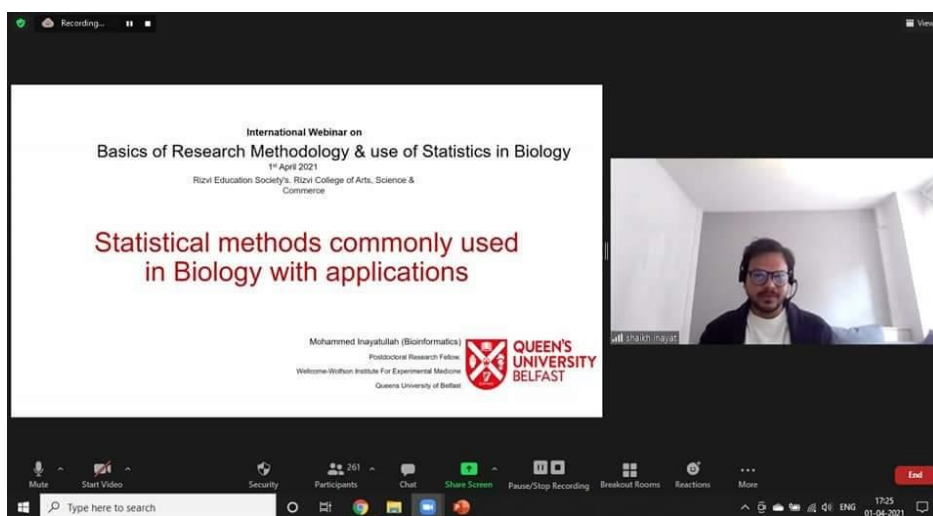 Recording...
View
International Webinar on
Basics of Research Methodology & use of Statistics in Biology
1st April 2021
Rizvi Education Society's. Rizvi College of Arts, Science &
Commerce
Statistical methods commonly used
in Biology with applications
Mohammed Inayatullah (Bioinformatics)
Postdoctoral Research Fellow.
Wellcome-Wolfson Institute For Experimental Medicine
Queens University of Belfast
QUEEN'S
UNIVERSITY
BELFAST
shaikh inayat
261
Mute
Start Video
Security
Participants
Chat
Share Screen
Pause/Stop Recording
Breakout Rooms
Reactions
More
End
Type here to search
ENG
17:25
01-04-2021